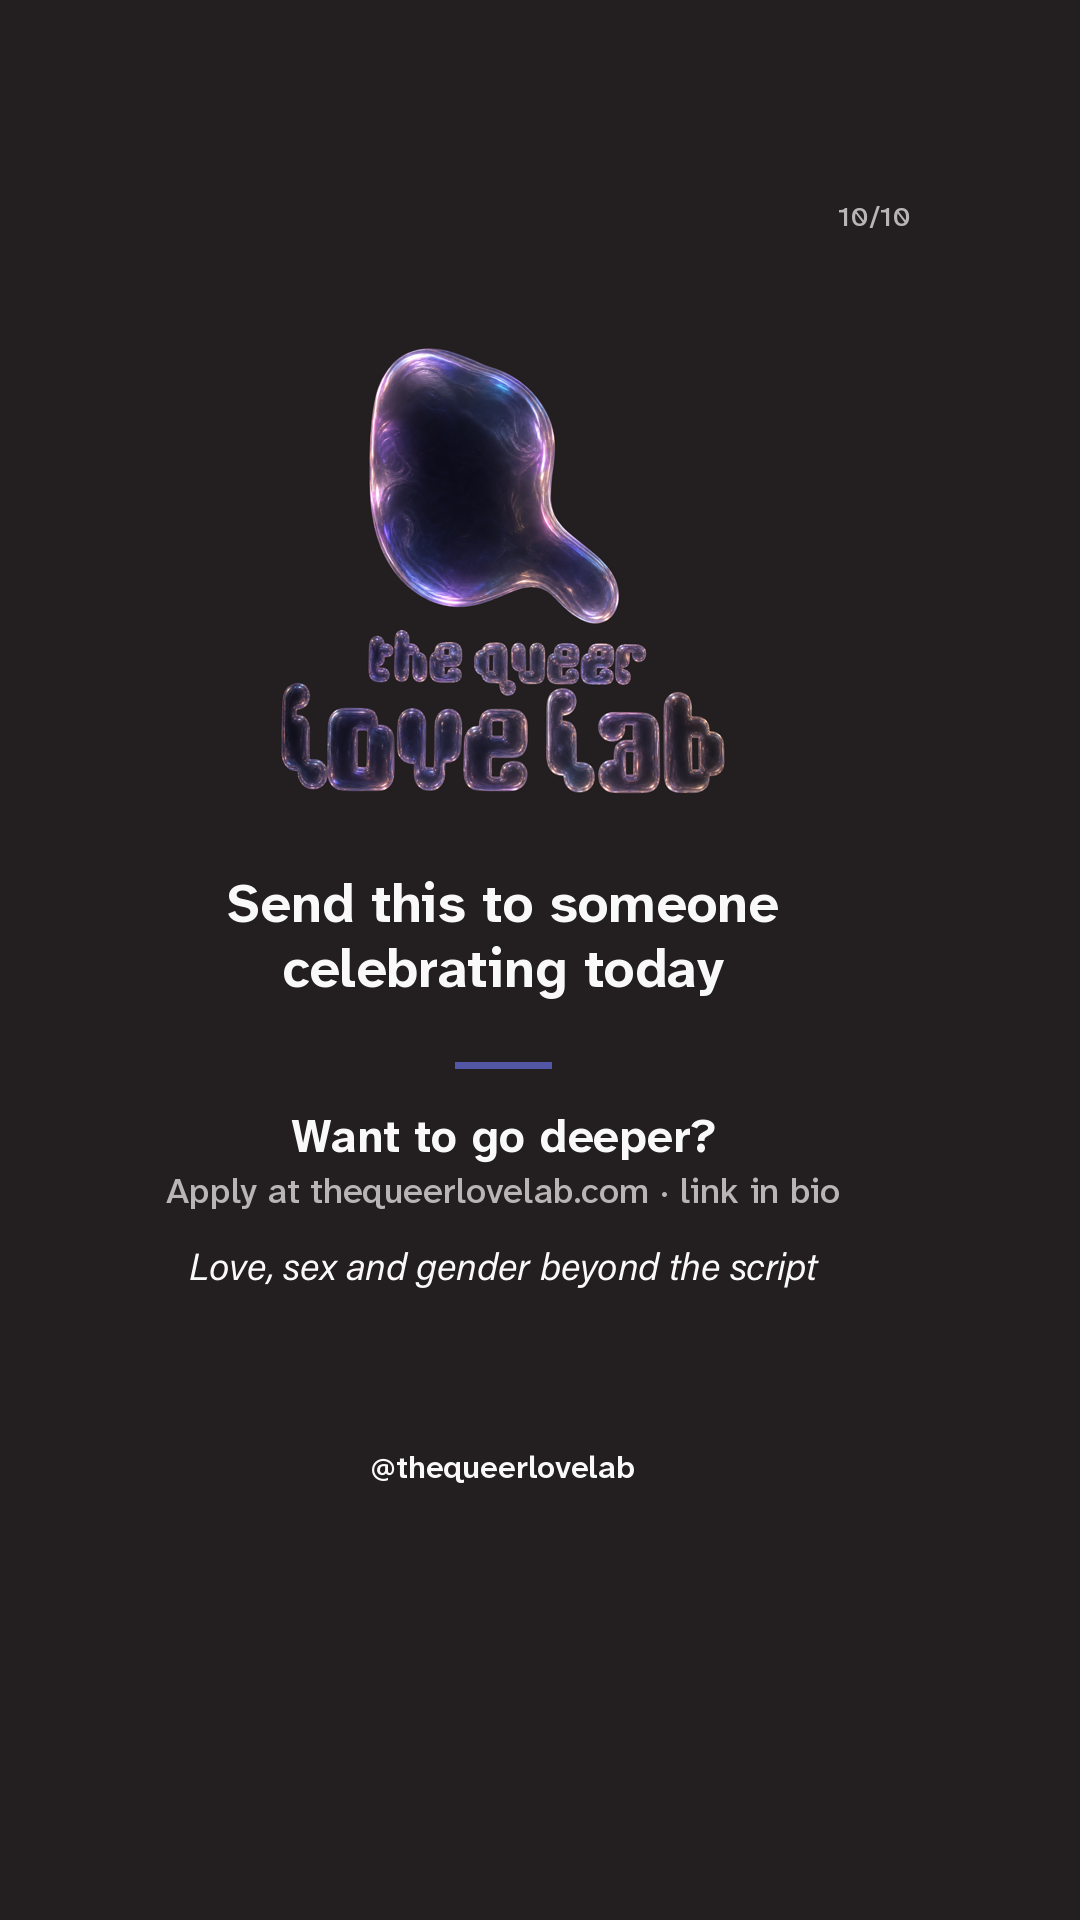 10/10
the queer
love lab
Send this to someone
celebrating today
Want to go deeper?
Apply at thequeerlovelab.com · link in bio
Love, sex and gender beyond the script
@thequeerlovelab